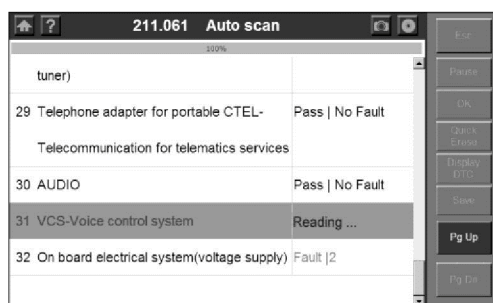 ? 211.061 Auto scan
Esc
100%
tuner)
Pause
29 Telephone adapter for portable CTEL- Pass | No Fault
OK
Telecommunication for telematics services
Quick
Erase
30 AUDIO Pass | No Fault
Display
DTC
Save
31 VCS-Voice control system Reading ...
Pg Up
32 On board electrical system(voltage supply) Fault |2
Pg Dn